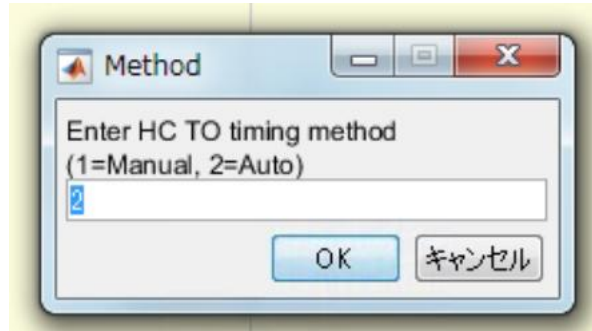 Method
Enter HC TO timing method
(1=Manual, 2=Auto)
2
OK
キャンセル